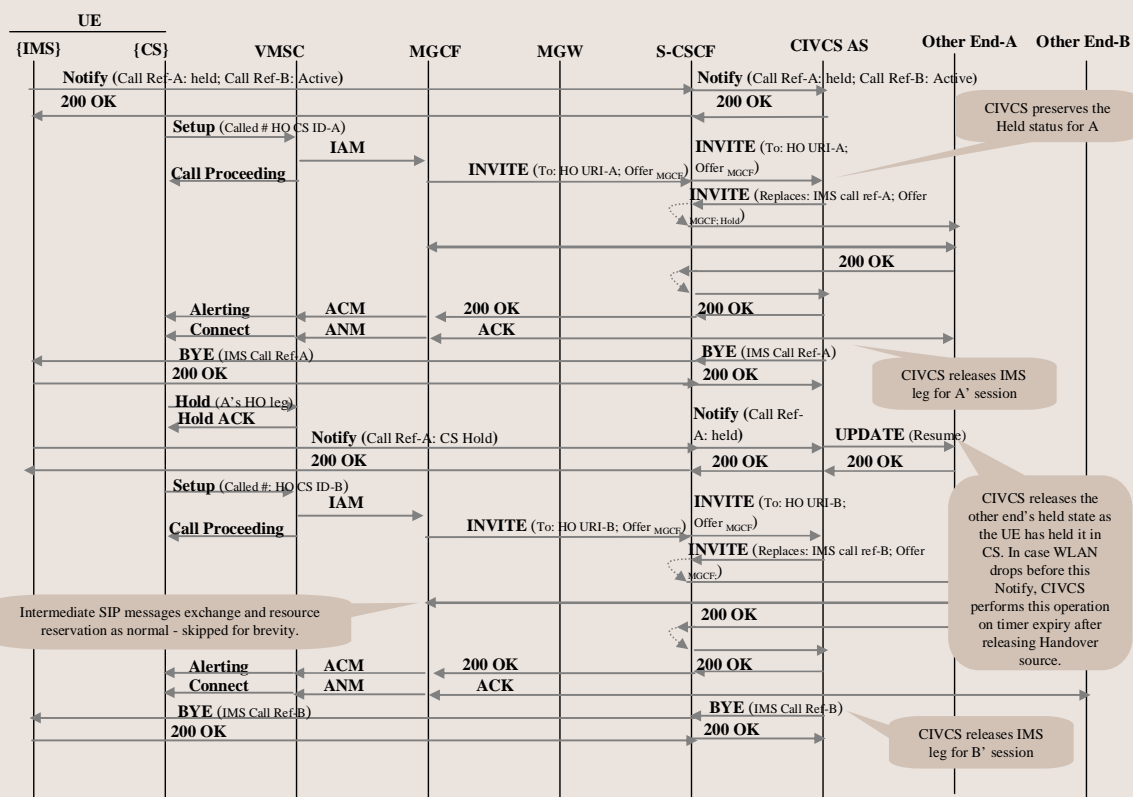 UE
{IMS} {CS} VMSC MGCF MGW S-CSCF CIVCS AS Other End-A Other End-B
Notify (Call Ref-A: held; Call Ref-B: Active) Notify (Call Ref-A: held; Call Ref-B: Active)
200 OK 200 OK
CIVCS preserves the
Held status for A
Setup (Called # HO CS ID-A)
IAM
INVITE (To: HO URI-A;
Offer MGCF)
Call Proceeding INVITE (To: HO URI-A; Offer MGCF)
INVITE (Replaces: IMS call ref-A; Offer
MGCF; Hold)
200 OK
Alerting ACM 200 OK 200 OK
Connect ANM ACK
BYE (IMS Call Ref-A) BYE (IMS Call Ref-A)
200 OK 200 OK
CIVCS releases IMS
leg for A' session
Hold (A's HO leg)
Hold ACK
Notify (Call Ref-
A: held)
Notify (Call Ref-A: CS Hold) UPDATE (Resume)
200 OK 200 OK 200 OK
Setup (Called #: HO CS ID-B)
IAM
INVITE (To: HO URI-B;
Offer MGCF)
Call Proceeding INVITE (To: HO URI-B; Offer MGCF)
INVITE (Replaces: IMS call ref-B; Offer
MGCF;)
CIVCS releases the
other end's held state as
the UE has held it in
CS. In case WLAN
drops before this
Notify, CIVCS
performs this operation
on timer expiry after
releasing Handover
source.
Intermediate SIP messages exchange and resource
reservation as normal - skipped for brevity.
200 OK
Alerting ACM 200 OK 200 OK
Connect ANM ACK
BYE (IMS Call Ref-B) BYE (IMS Call Ref-B)
200 OK 200 OK
CIVCS releases IMS
leg for B' session